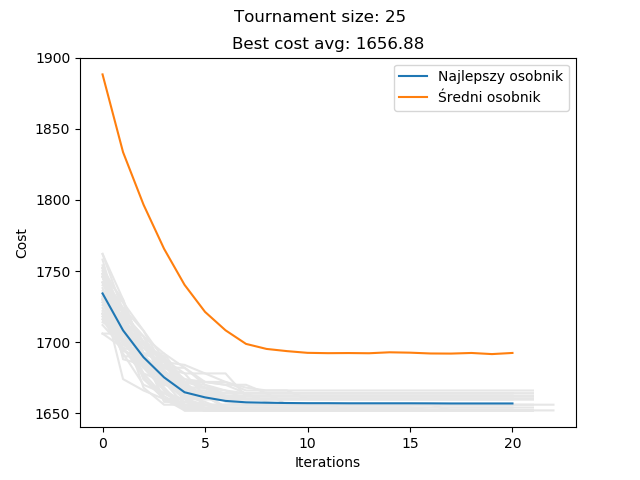 Tournament size: 25
Best cost avg: 1656.88
1900
1850
1800
1750
1700
1650
Cost
Najlepszy osobnik
Średni osobnik
0
5
10
15
20
Iterations